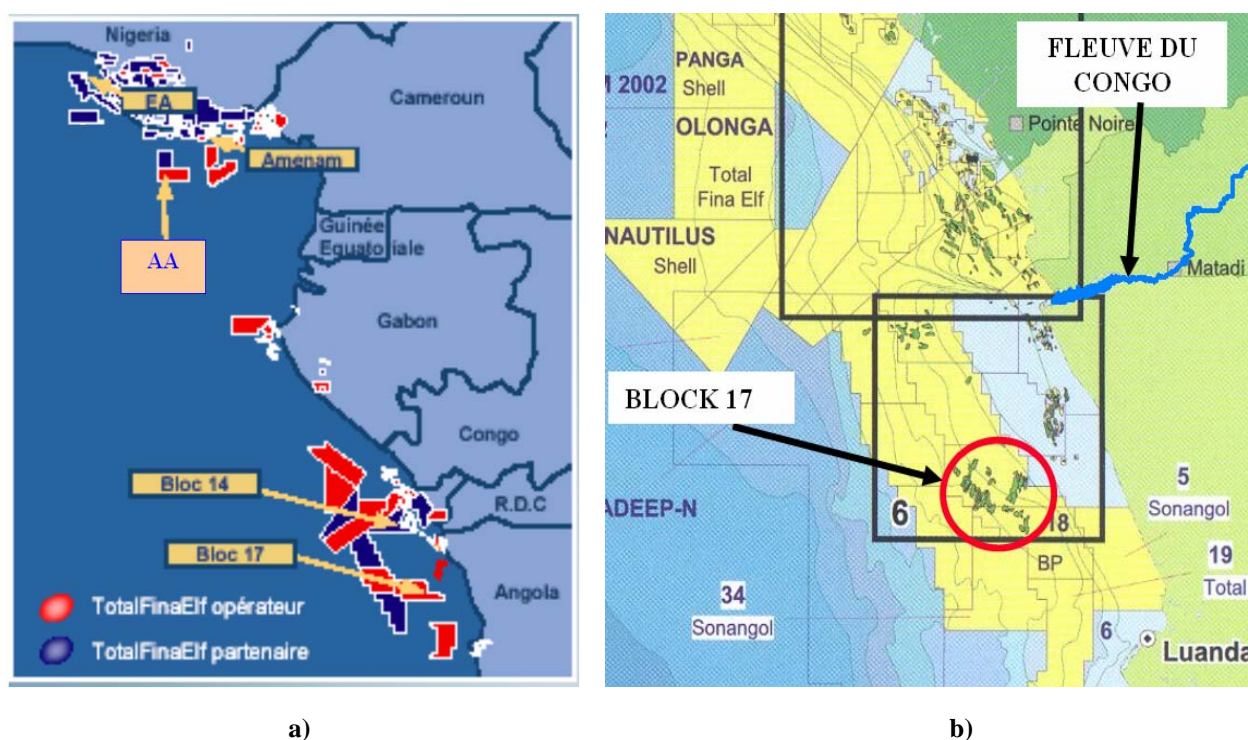 Nigeria
EA
Cameroun
Amenam
AA
Guinée
Equatoriale
Gabon
Congo
Bloc 14
R.D.C
Bloc 17
Angola
TotalFinaElf opérateur
TotalFinaElf partenaire
a)
PANGA
Shell
M 2002
OLONGA
Total
Fina Elf
NAUTILUS
Shell
FLEUVE DU
CONGO
Pointe Noire
Matadi
BLOCK 17
ADEEP-N
6
18
BP
5
Sonangol
19
Total
34
Sonangol
6
Luanda
b)